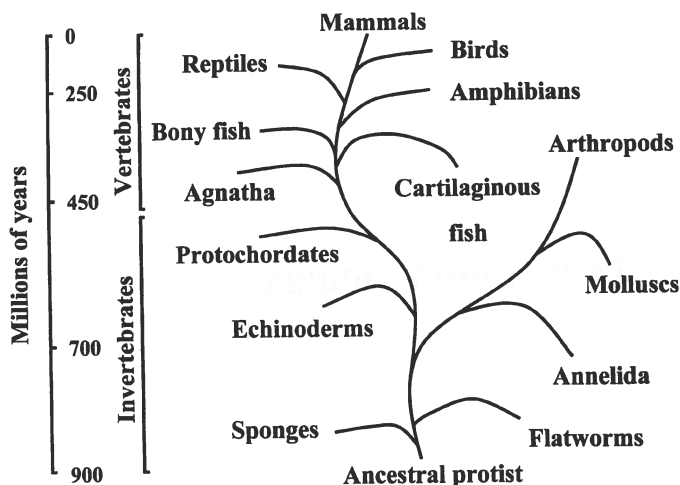 Mammals
0
Birds
Reptiles
250
Amphibians
Vertebrates
Bony fish
Arthropods
Agnatha
Cartilaginous
fish
450
Millions of years
Protochordates
Molluscs
Invertebrates
Echinoderms
700
Annelida
Sponges
Flatworms
900
Ancestral protist